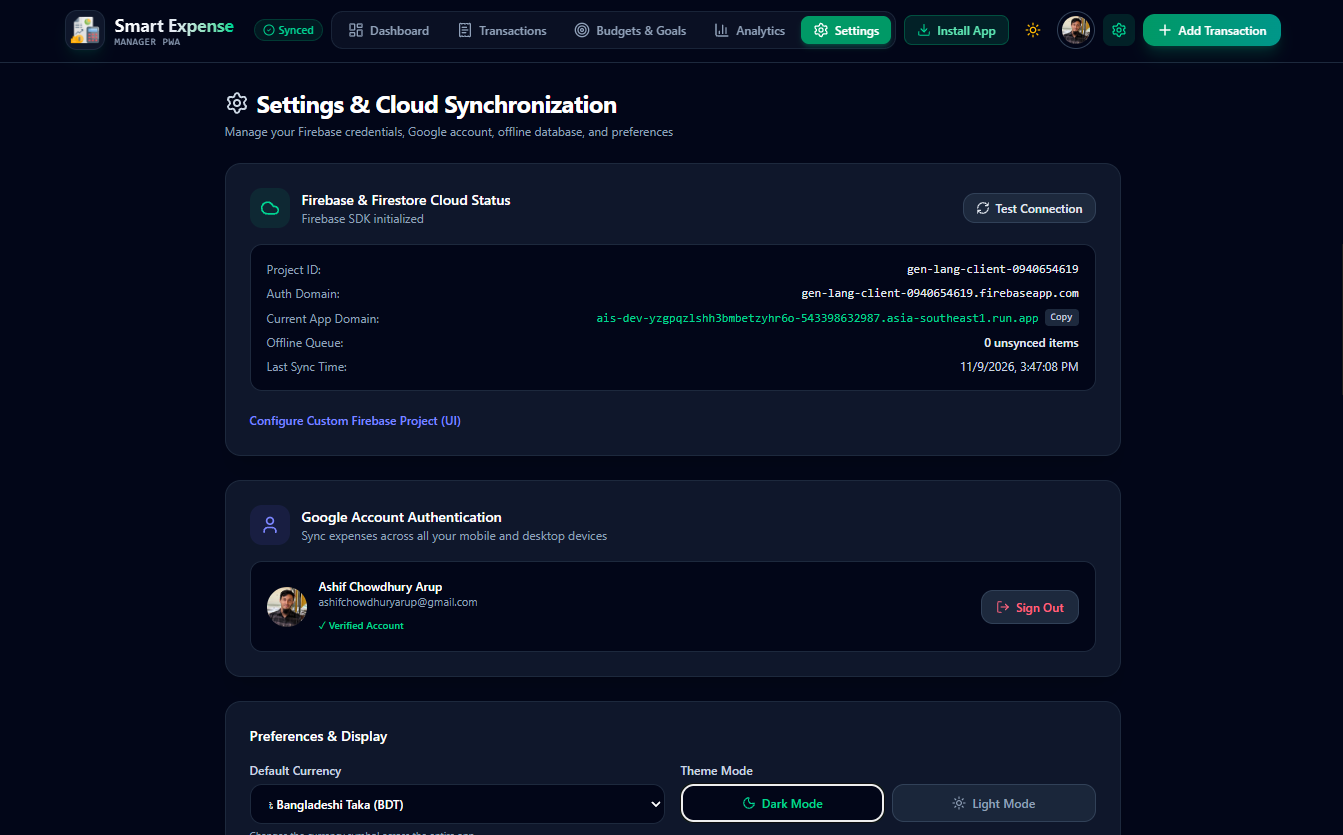 Smart Expense
MANAGER PWA
Synced
Dashboard
Transactions
Budgets & Goals
Analytics
Settings
Install App
Add Transaction
Settings & Cloud Synchronization
Manage your Firebase credentials, Google account, offline database, and preferences
Firebase & Firestore Cloud Status
Firebase SDK initialized
Test Connection
Project ID: gen-lang-client-0940654619
Auth Domain: gen-lang-client-0940654619.firebaseapp.com
Current App Domain: ais-dev-yzgpqzlshh3bmbetzyhr6o-543398632987.asia-southeast1.run.app Copy
Offline Queue: 0 unsynced items
Last Sync Time: 11/9/2026, 3:47:08 PM
Configure Custom Firebase Project (UI)
Google Account Authentication
Sync expenses across all your mobile and desktop devices
Ashif Chowdhury Arup
ashifchowdhuryarup@gmail.com
✓ Verified Account
Sign Out
Preferences & Display
Default Currency
৳ Bangladeshi Taka (BDT)
Theme Mode
Dark Mode
Light Mode